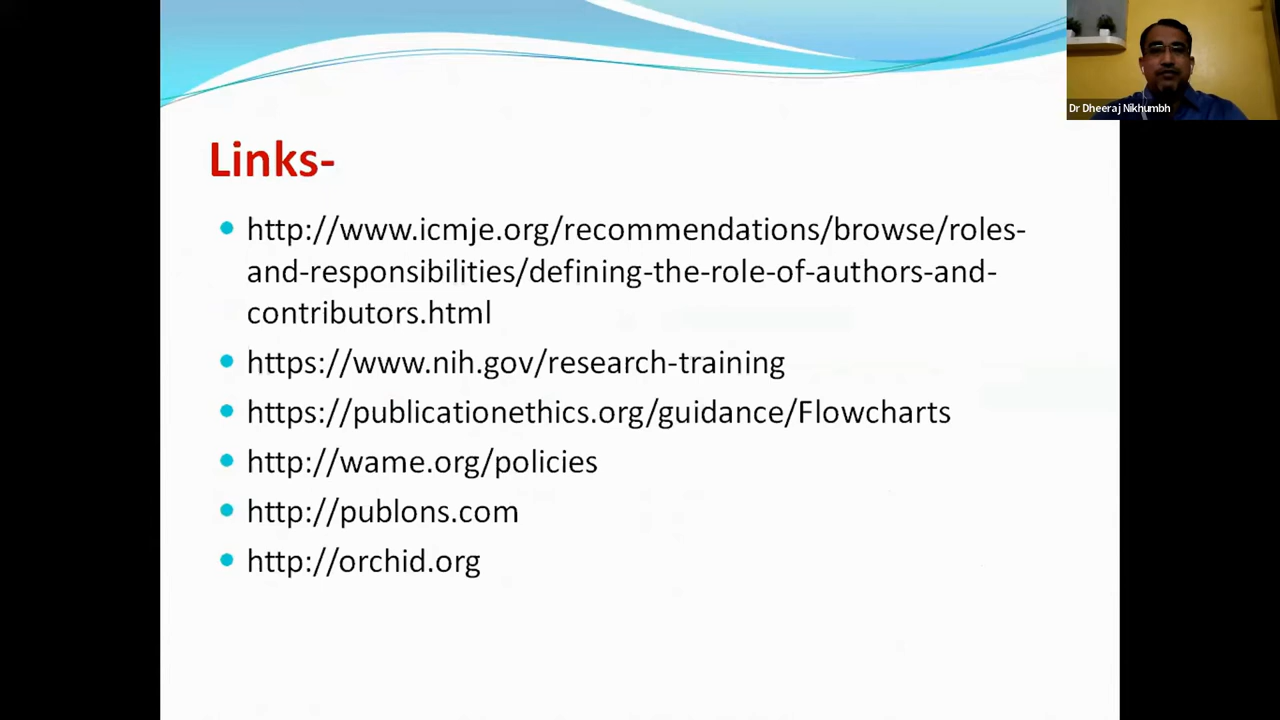 Dr Dheeraj Nikhumbh
Links-
http://www.icmje.org/recommendations/browse/roles-
and-responsibilities/defining-the-role-of-authors-and-
contributors.html
https://www.nih.gov/research-training
https://publicationethics.org/guidance/Flowcharts
http://wame.org/policies
http://publons.com
http://orchid.org